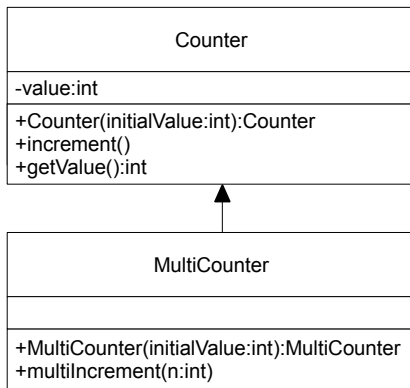 Counter
-value:int
+Counter(initialValue:int):Counter
+increment()
+getValue():int
MultiCounter
+MultiCounter(initialValue:int):MultiCounter
+multiIncrement(n:int)